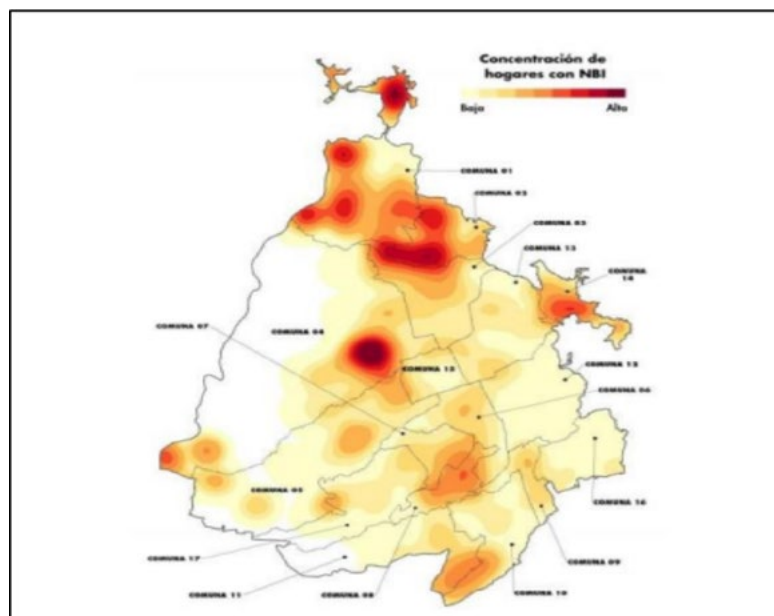 Concentración de
hogares con NBI
Baja Alto
COMUNA 01
COMUNA 02
COMUNA 03
COMUNA 13
COMUNA
14
COMUNA 07
COMUNA 04
COMUNA 12
COMUNA 15
COMUNA 06
COMUNA 05
COMUNA 16
COMUNA 17
COMUNA 09
COMUNA 11
COMUNA 08
COMUNA 10